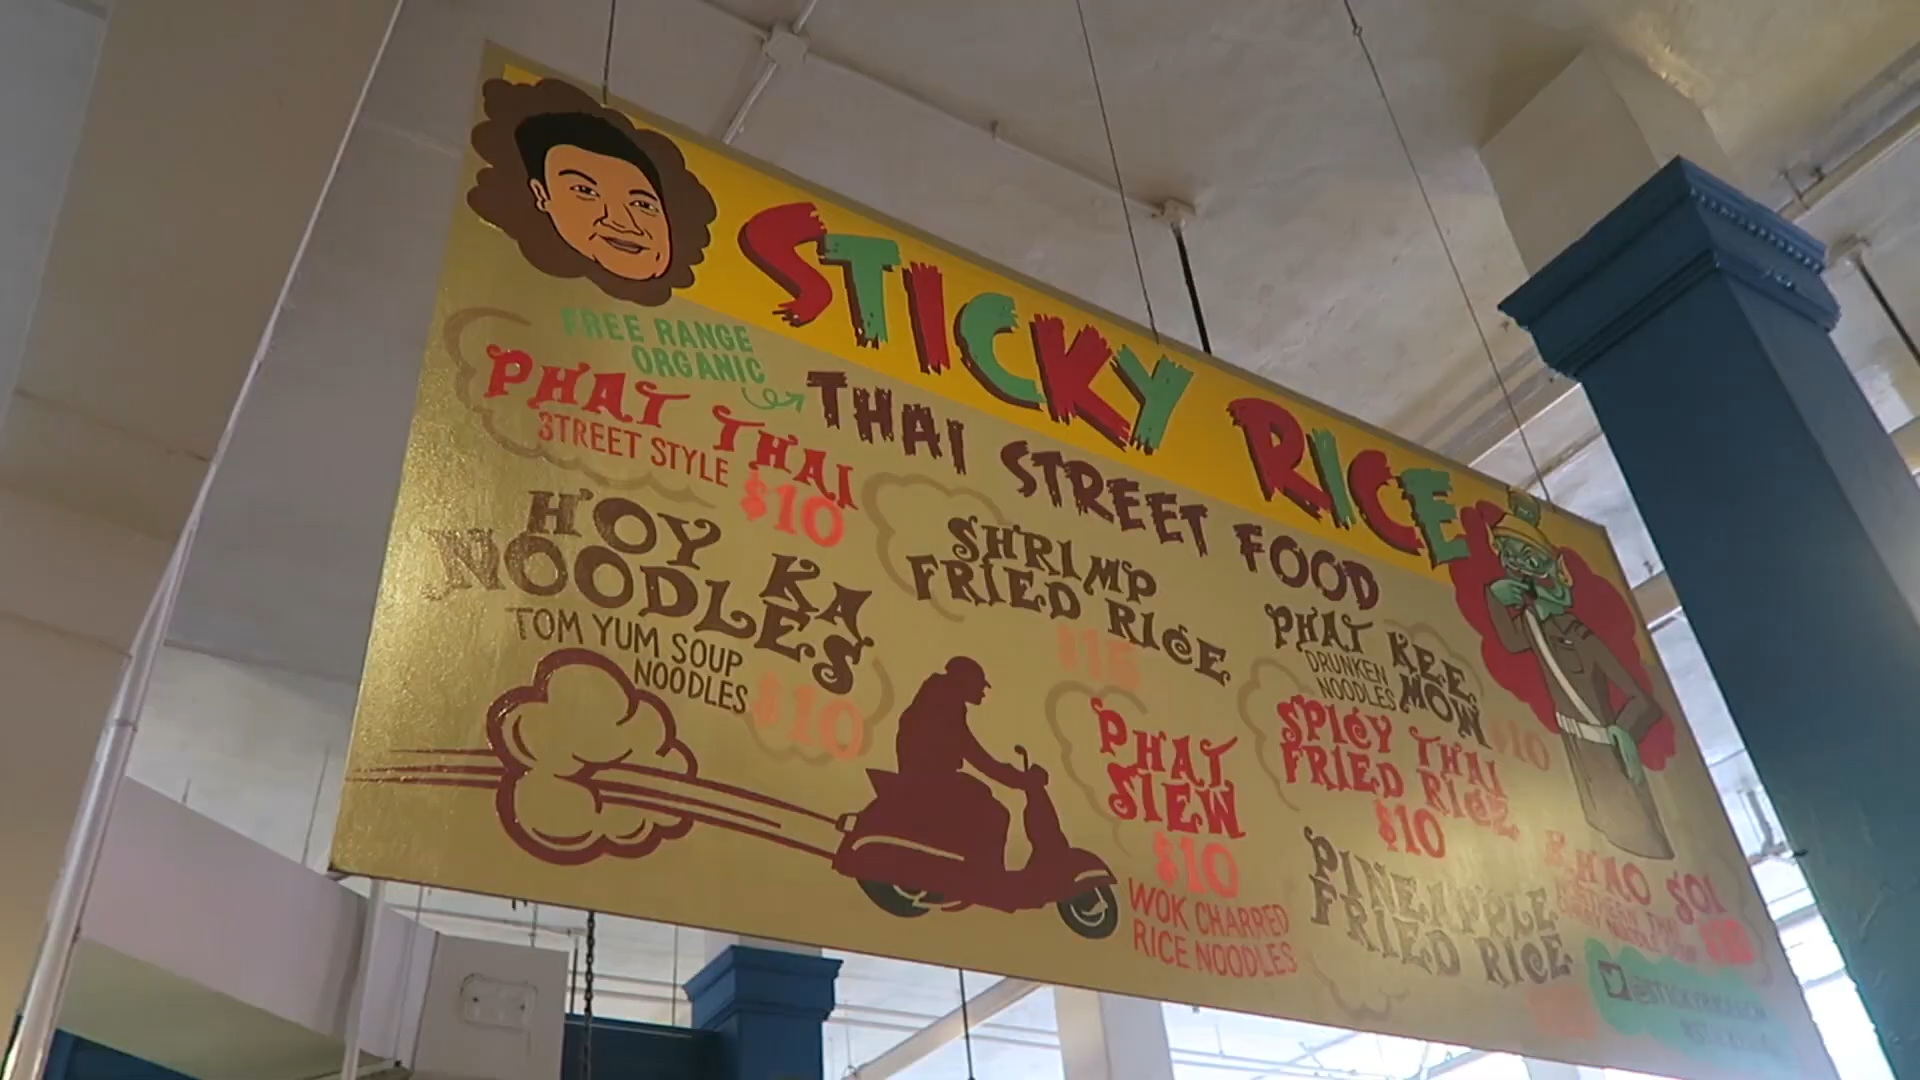 STICKY RICE
FREE RANGE
ORGANIC
THAI STREET FOOD
PHAT THAI
STREET STYLE $10
HOY KA
NOODLES
TOM YUM SOUP
NOODLES $10
SHRIMP
FRIED RICE
$15
PHAT KEE
MOW
DRUNKEN
NOODLES
$10
PHAT
SIEW
$10
WOK CHARRED
RICE NOODLES
SPICY THAI
FRIED RICE
$10
PINEAPPLE
FRIED RICE
KHAO SOI